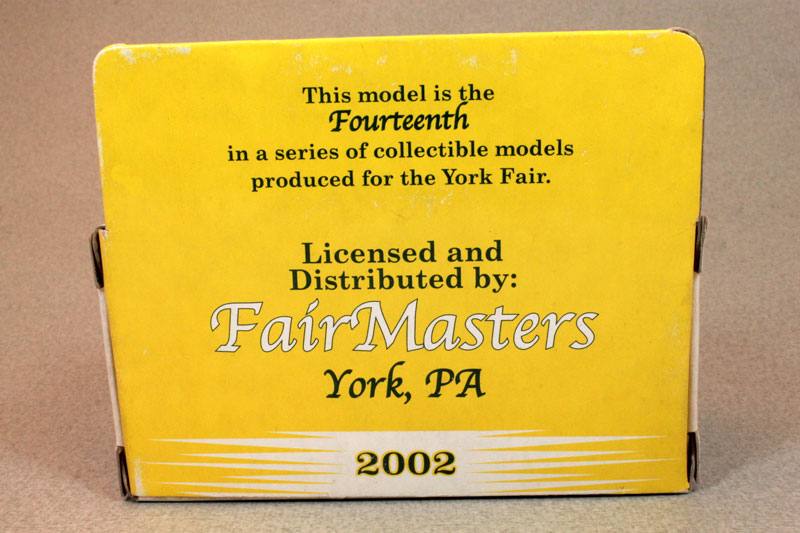 This model is the
Fourteenth
in a series of collectible models
produced for the York Fair.
Licensed and
Distributed by:
FairMasters
York, PA
2002